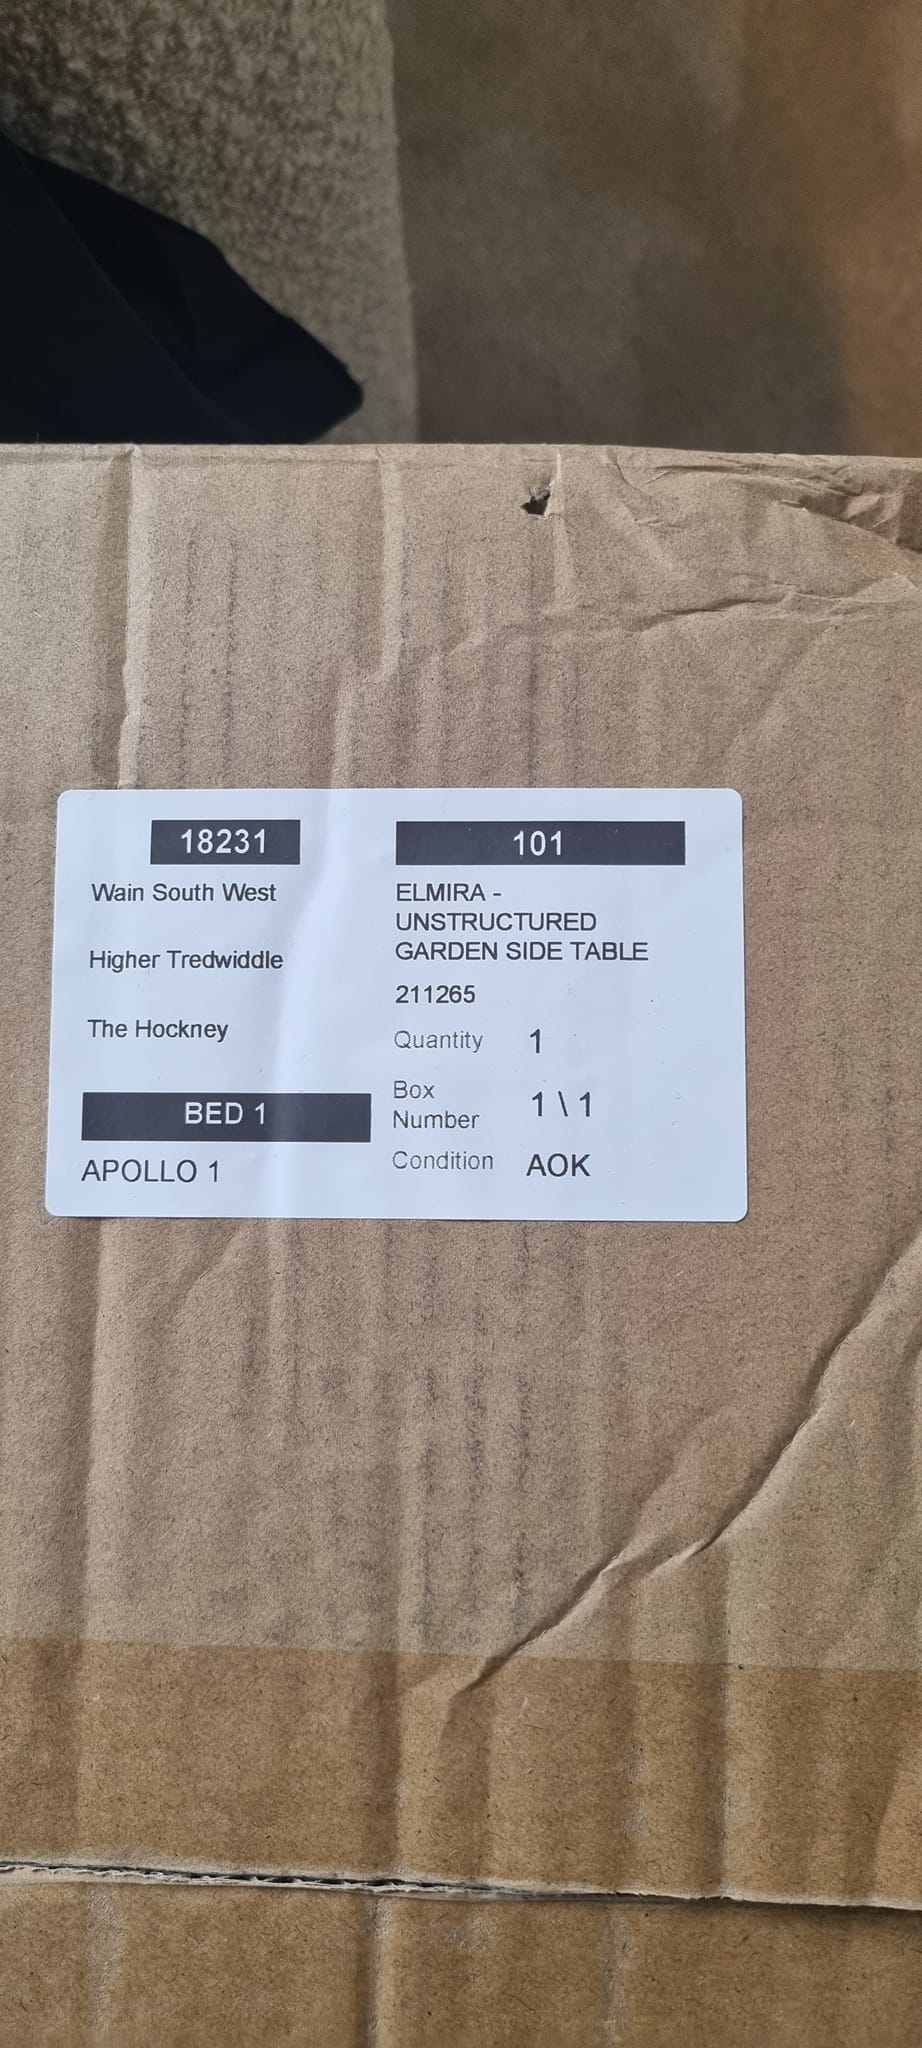 18231
Wain South West
Higher Tredwiddle
The Hockney
BED 1
APOLLO 1
101
ELMIRA -
UNSTRUCTURED
GARDEN SIDE TABLE
211265
Quantity 1
Box
Number 1 \ 1
Condition AOK